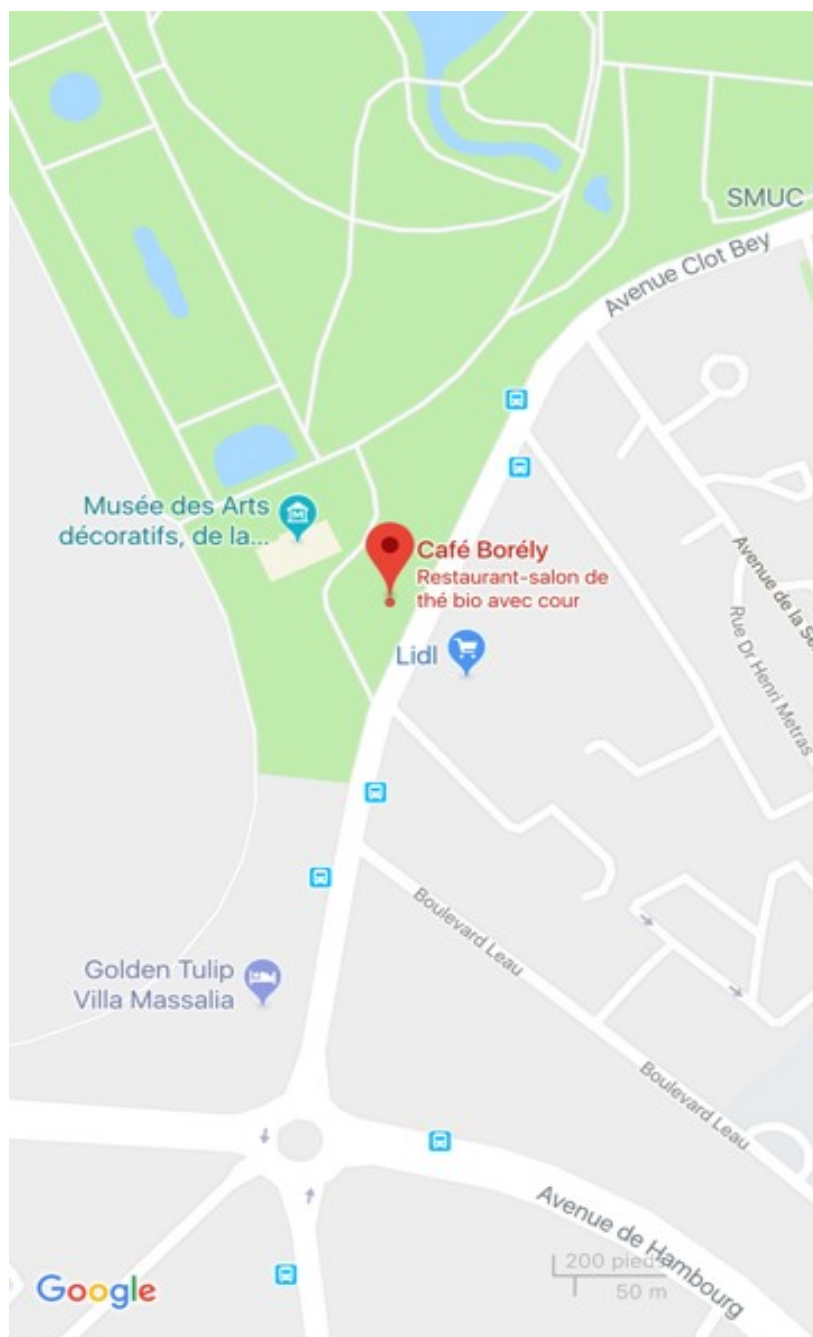 SMUC
Avenue Clot Bey
Musée des Arts
décoratifs, de la...
Café Borély
Restaurant-salon de
thé bio avec cour
Avenue de la Se
Rue Dr Henri Metras
Lidl
Boulevard Leau
Golden Tulip
Villa Massalia
Boulevard Leau
Avenue de Hambourg
200 pieds
50 m
Google